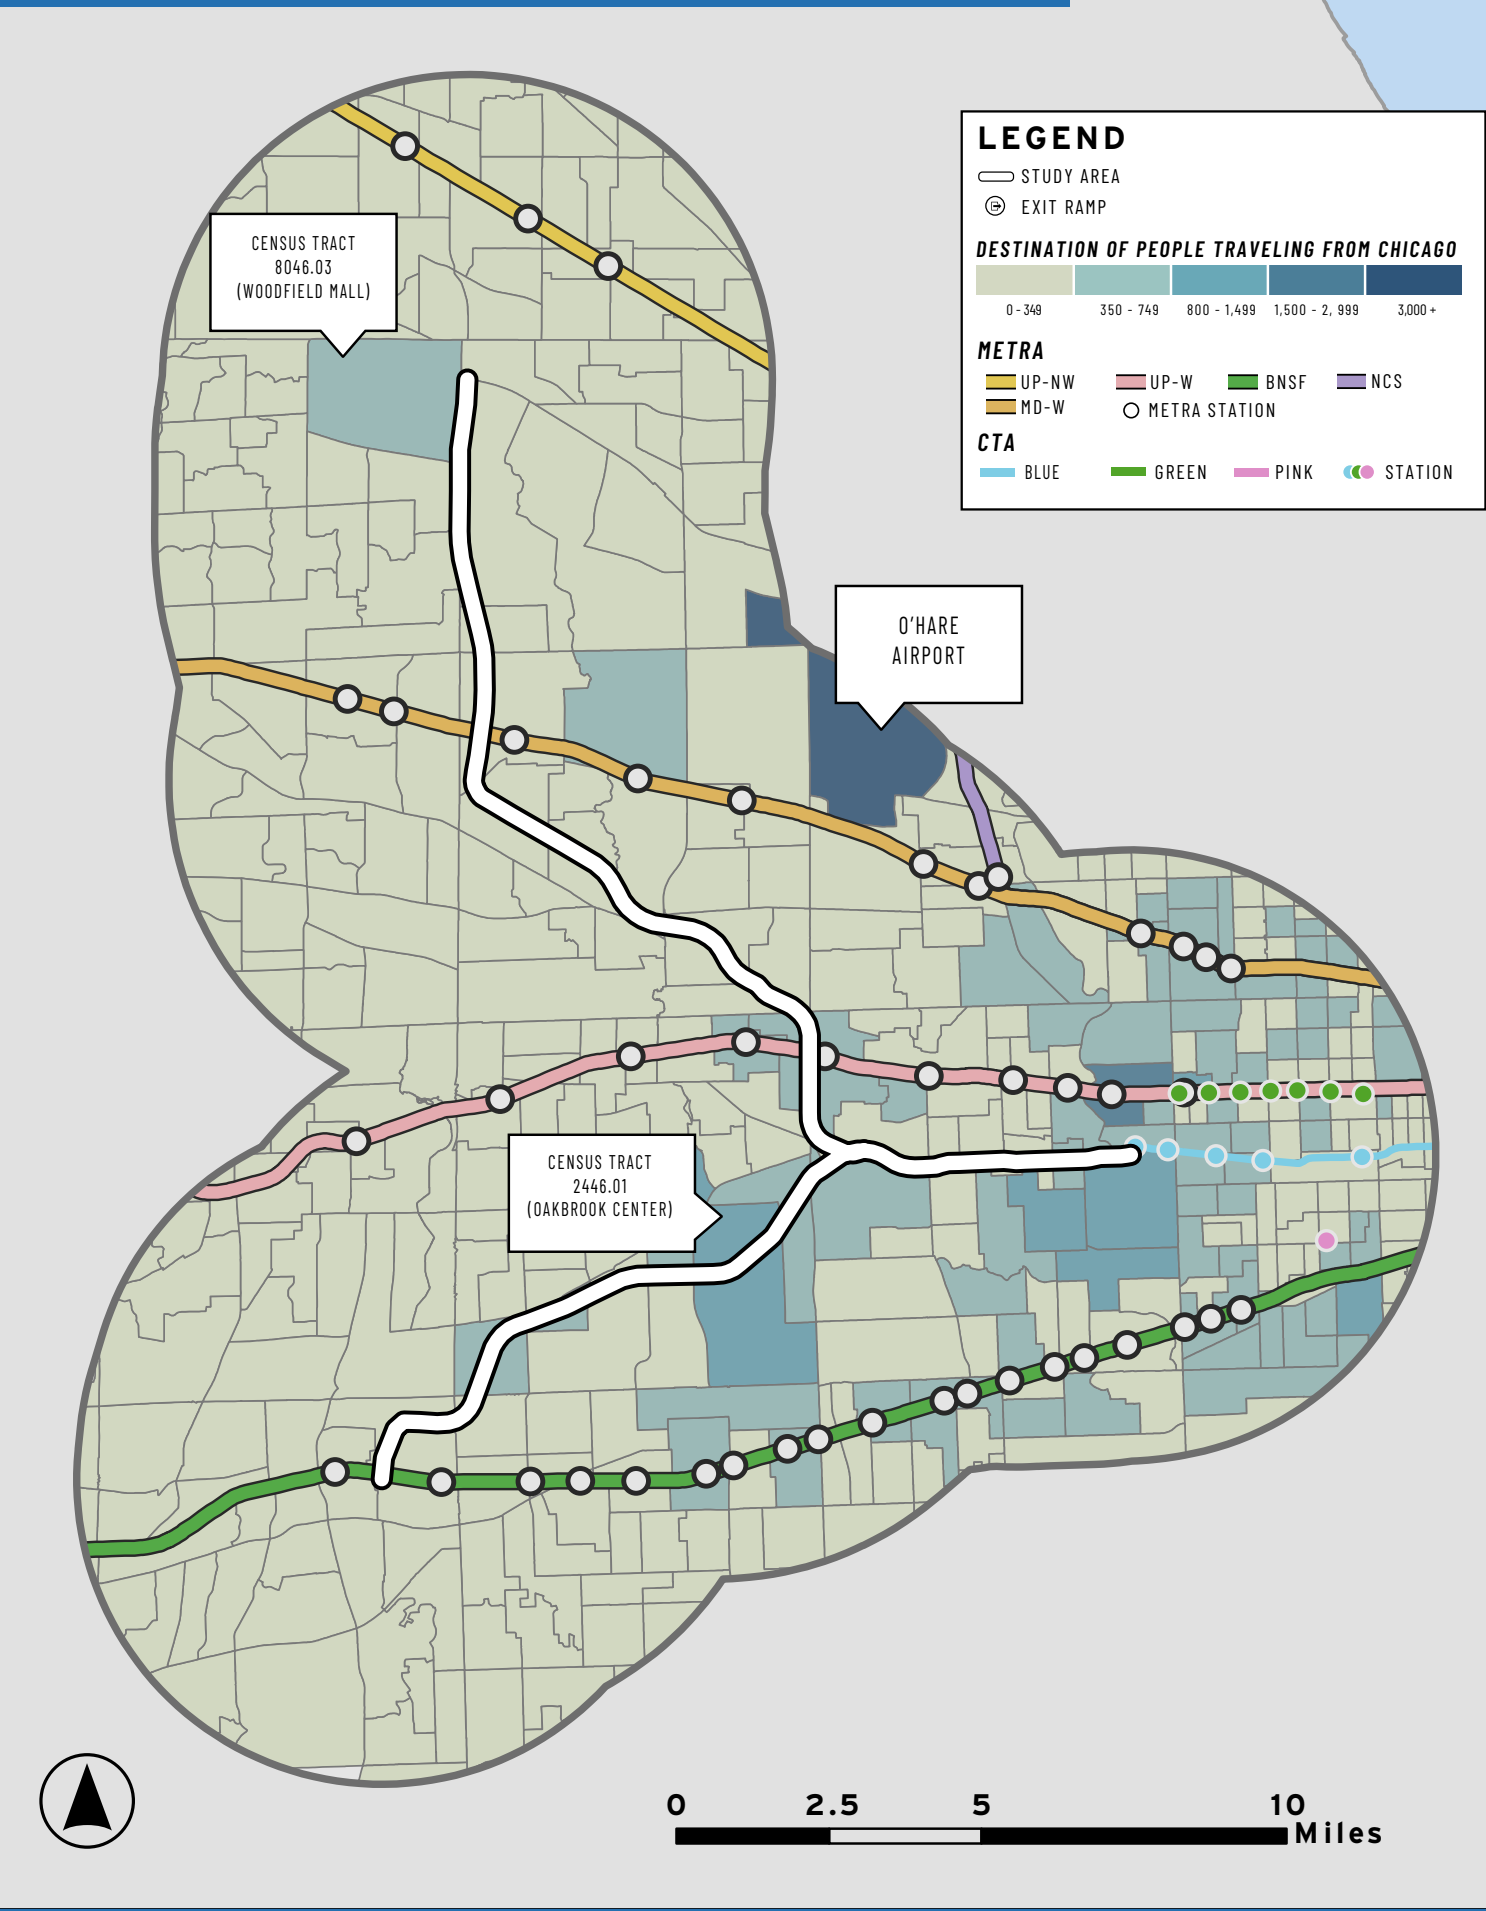 LEGEND
STUDY AREA
EXIT RAMP
DESTINATION OF PEOPLE TRAVELING FROM CHICAGO
0 - 349 350 - 749 800 - 1,499 1,500 - 2, 999 3,000 +
METRA
UP-NW UP-W BNSF NCS
MD-W METRA STATION
CTA
BLUE GREEN PINK STATION
CENSUS TRACT
8046.03
(WOODFIELD MALL)
O'HARE
AIRPORT
CENSUS TRACT
2446.01
(OAKBROOK CENTER)
0 2.5 5 10
Miles